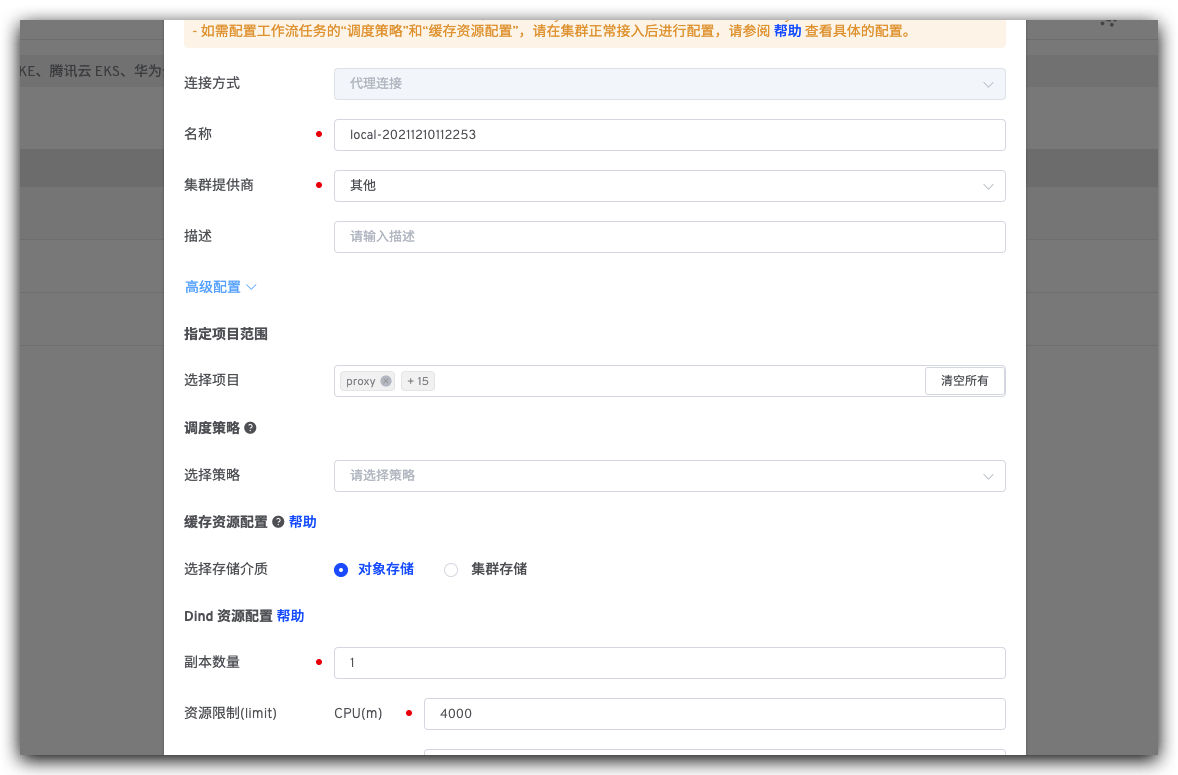 - 如需配置工作流任务的“调度策略”和“缓存资源配置”，请在集群正常接入后进行配置，请参阅 帮助 查看具体的配置。
KE、腾讯云 EKS、华为
连接方式 代理连接
名称 local-20211210112253
集群提供商 其他
描述 请输入描述
高级配置
指定项目范围
选择项目 proxy + 15 清空所有
调度策略
选择策略 请选择策略
缓存资源配置 帮助
选择存储介质 对象存储 集群存储
Dind 资源配置 帮助
副本数量 1
资源限制(limit) CPU(m) 4000